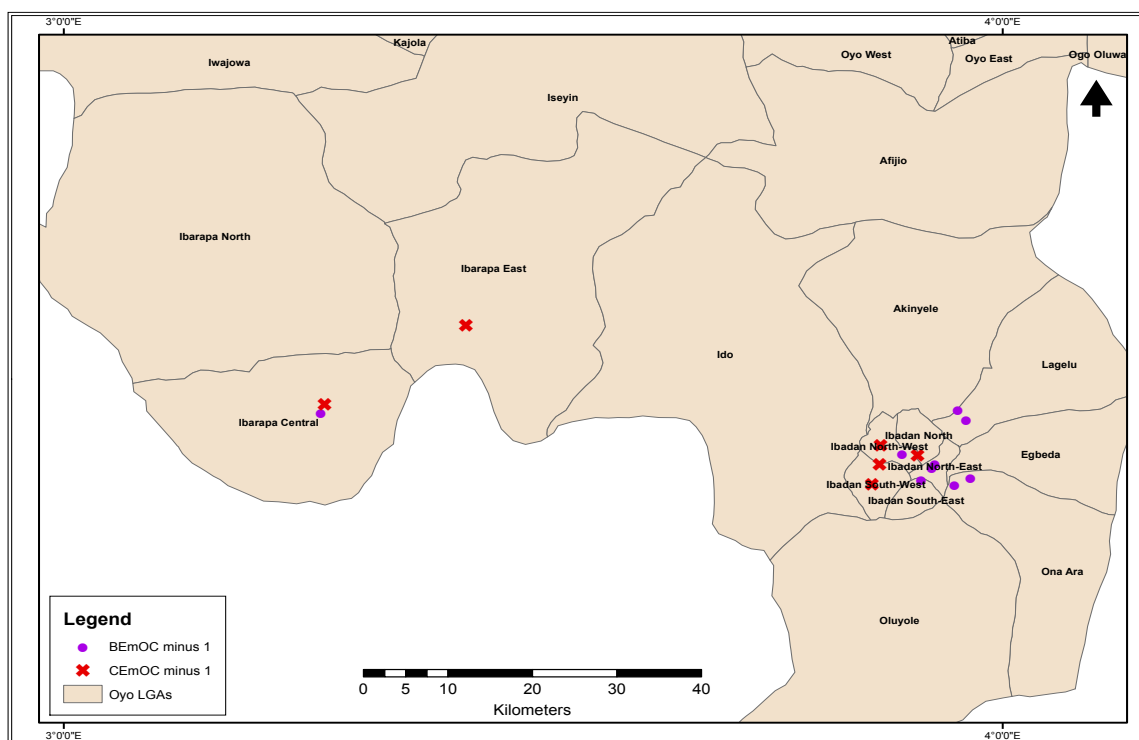 3°0'0"E 4°0'0"E
Kajola
Atiba
Iwajowa
Oyo West
Oyo East
Ogo Oluwa
Iseyin
Afijio
Ibarapa North
Ibarapa East
Akinyele
Ido
Lagelu
Ibarapa Central
Ibadan North
Ibadan North-West
Egbeda
Ibadan North-East
Ibadan South-West
Ibadan South-East
Ona Ara
Oluyole
Legend
BEmOC minus 1
CEmOC minus 1
Oyo LGAs
0 5 10 20 30 40
Kilometers
3°0'0"E 4°0'0"E